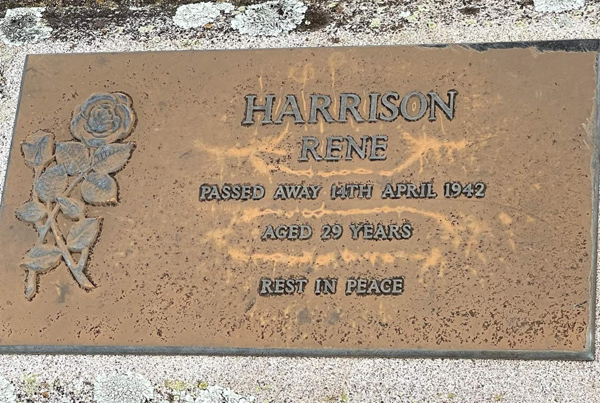 HARRISON
RENE
PASSED AWAY 14TH APRIL 1942
AGED 29 YEARS
REST IN PEACE